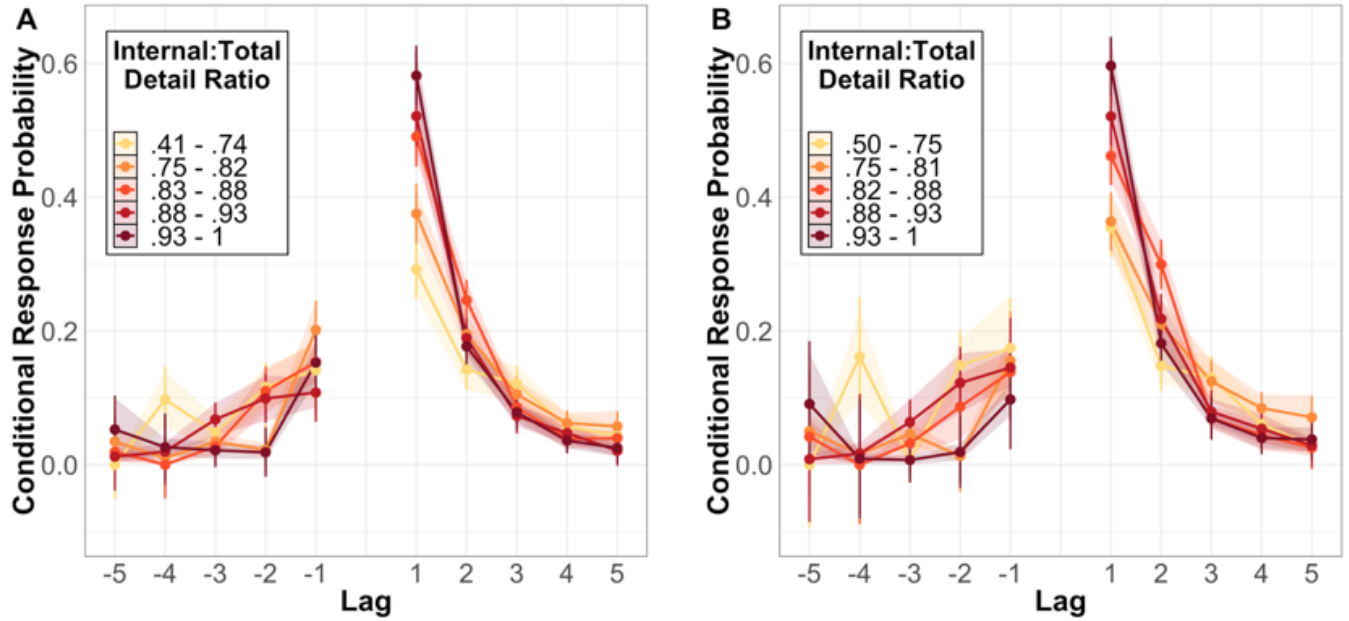 A
Conditional Response Probability
Internal:Total
Detail Ratio
.41 - .74
.75 - .82
.83 - .88
.88 - .93
.93 - 1
0.6
0.4
0.2
0.0
-5 -4 -3 -2 -1 1 2 3 4 5
Lag
B
Conditional Response Probability
Internal:Total
Detail Ratio
.50 - .75
.75 - .81
.82 - .88
.88 - .93
.93 - 1
0.6
0.4
0.2
0.0
-5 -4 -3 -2 -1 1 2 3 4 5
Lag